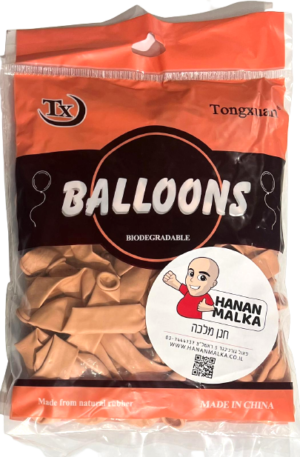 TX
Tongxuan
BALLOONS
BIODEGRADABLE
HANAN
MALKA
חנן מלכה
WWW.HANANMALKA.CO.IL
Made from natural rubber
MADE IN CHINA